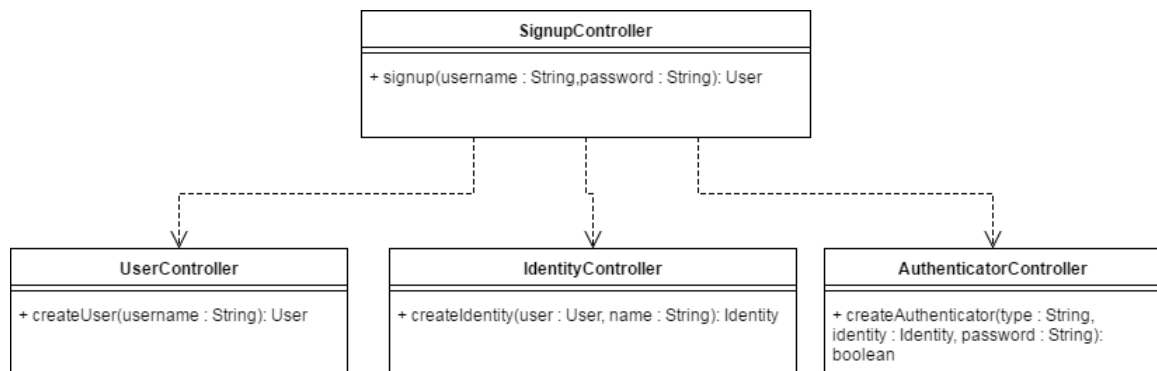 SignupController
+ signup(username : String,password : String): User
UserController
+ createUser(username : String): User
IdentityController
+ createIdentity(user : User, name : String): Identity
AuthenticatorController
+ createAuthenticator(type : String,
identity : Identity, password : String):
boolean